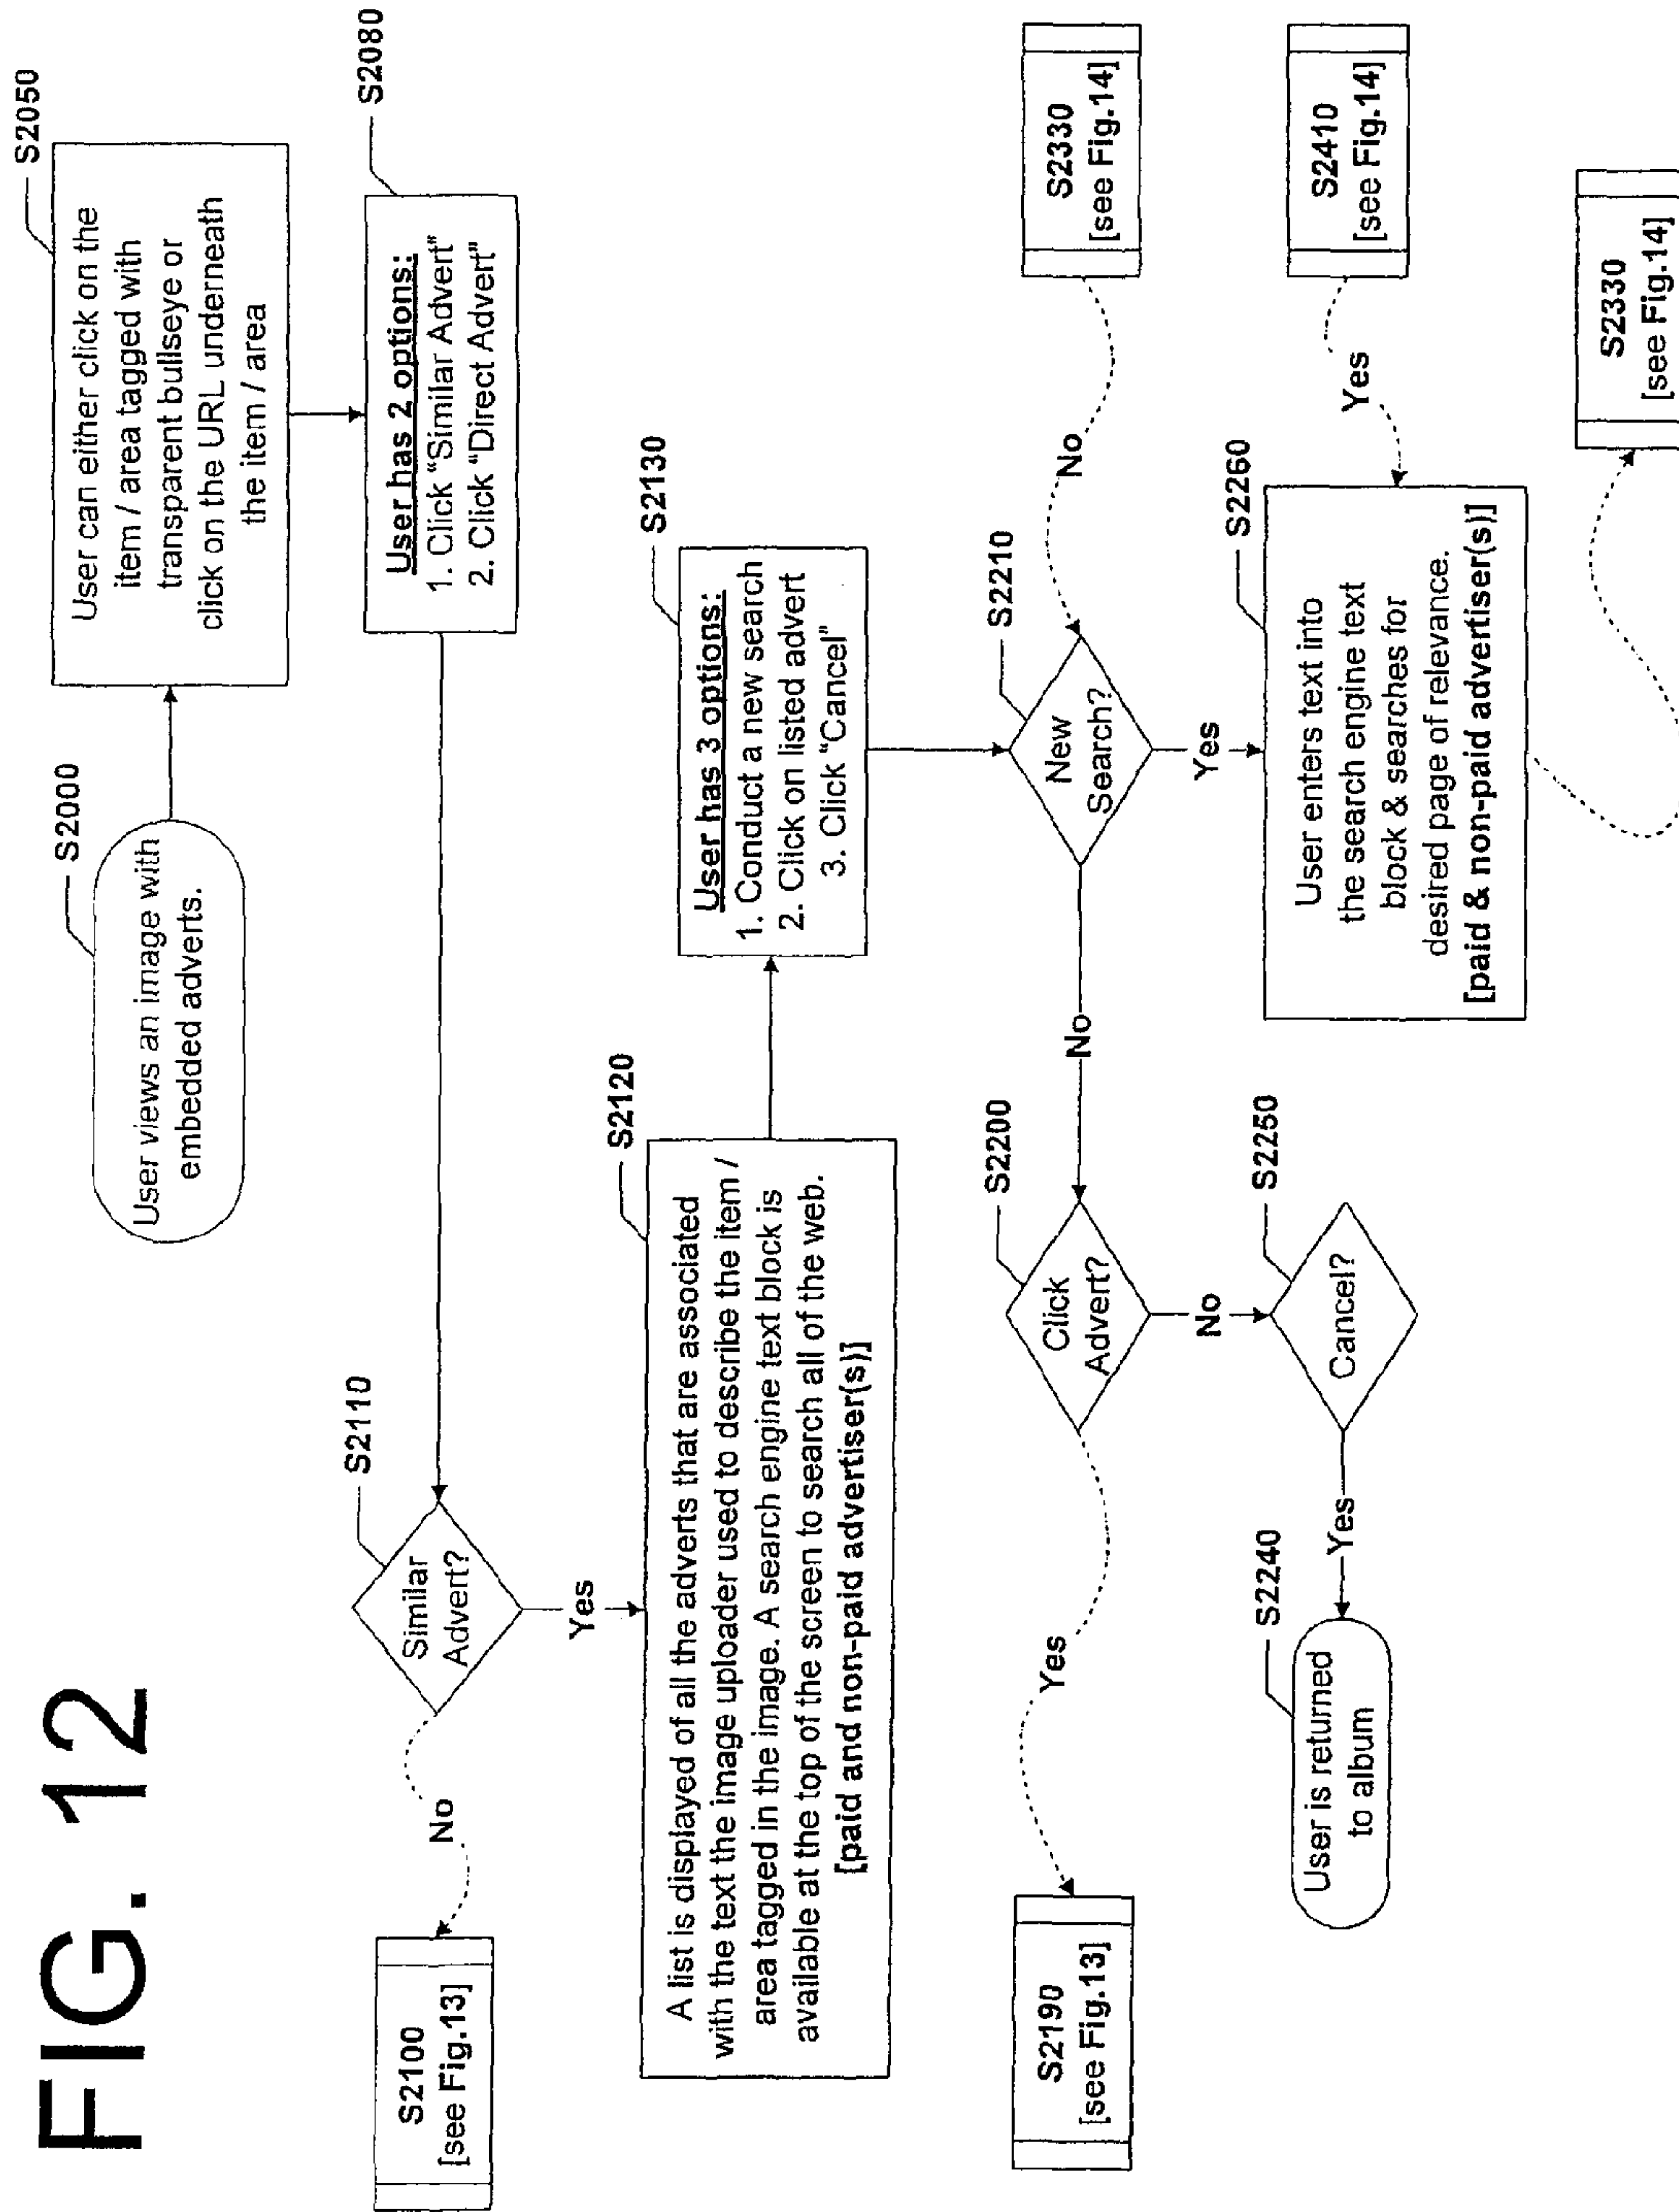 FIG. 12
S2000
User views an image with
embedded adverts.
S2050
User can either click on the
item / area tagged with
transparent bullseye or
click on the URL underneath
the item / area
S2080
User has 2 options:
1. Click “Similar Advert”
2. Click “Direct Advert”
S2110
Similar
Advert?
No
S2100
[see Fig.13]
Yes
S2120
A list is displayed of all the adverts that are associated
with the text the image uploader used to describe the item /
area tagged in the image. A search engine text block is
available at the top of the screen to search all of the web.
[paid and non-paid advertiser(s)]
S2130
User has 3 options:
1. Conduct a new search
2. Click on listed advert
3. Click “Cancel”
S2210
New
Search?
No
S2330
[see Fig.14]
No
S2200
Click
Advert?
Yes
S2190
[see Fig.13]
No
S2250
Cancel?
Yes
S2240
User is returned
to album
Yes
S2260
User enters text into
the search engine text
block & searches for
desired page of relevance.
[paid & non-paid advertiser(s)]
Yes
S2410
[see Fig.14]
S2330
[see Fig.14]